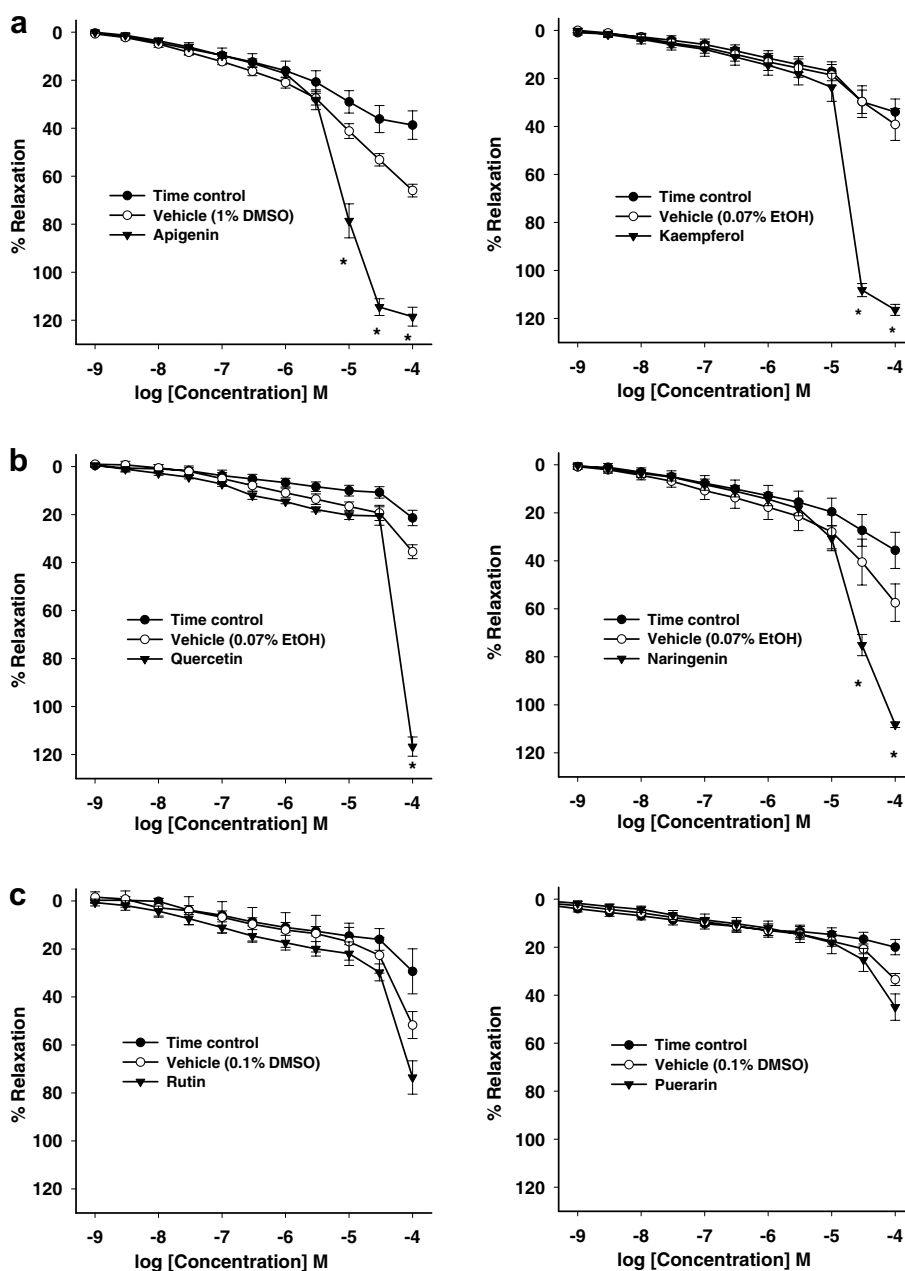 a
% Relaxation
0
20
40
60
80
100
120
Time control
Vehicle (1% DMSO)
Apigenin
*
*
*
-9 -8 -7 -6 -5 -4
log [Concentration] M
% Relaxation
0
20
40
60
80
100
120
Time control
Vehicle (0.07% EtOH)
Kaempferol
*
*
-9 -8 -7 -6 -5 -4
log [Concentration] M
b
% Relaxation
0
20
40
60
80
100
120
Time control
Vehicle (0.07% EtOH)
Quercetin
*
-9 -8 -7 -6 -5 -4
log [Concentration] M
% Relaxation
0
20
40
60
80
100
120
Time control
Vehicle (0.07% EtOH)
Naringenin
*
*
-9 -8 -7 -6 -5 -4
log [Concentration] M
c
% Relaxation
0
20
40
60
80
100
120
Time control
Vehicle (0.1% DMSO)
Rutin
-9 -8 -7 -6 -5 -4
log [Concentration] M
% Relaxation
0
20
40
60
80
100
120
Time control
Vehicle (0.1% DMSO)
Puerarin
-9 -8 -7 -6 -5 -4
log [Concentration] M